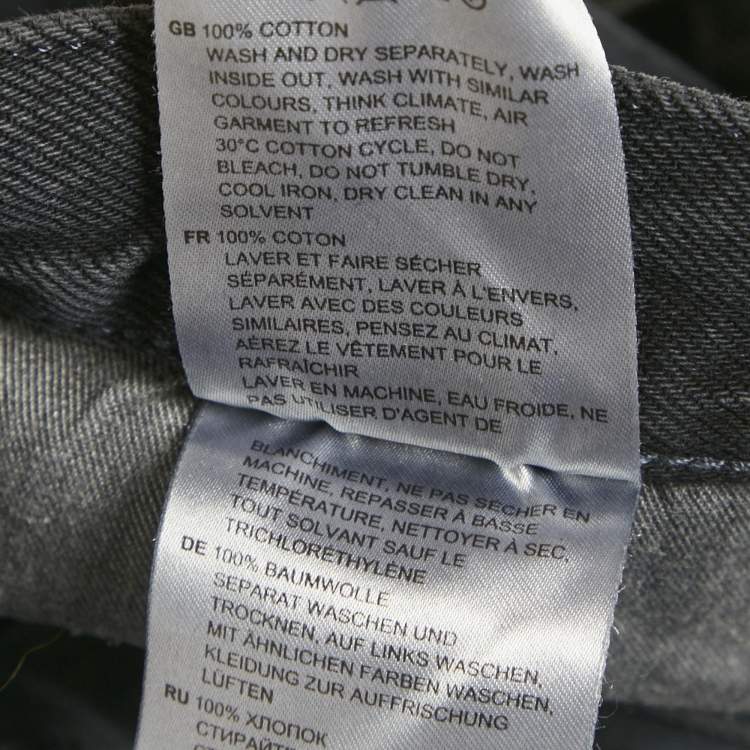 GB 100% COTTON
WASH AND DRY SEPARATELY, WASH
INSIDE OUT, WASH WITH SIMILAR
COLOURS, THINK CLIMATE, AIR
GARMENT TO REFRESH
30°C COTTON CYCLE, DO NOT
BLEACH, DO NOT TUMBLE DRY,
COOL IRON, DRY CLEAN IN ANY
SOLVENT
FR 100% COTON
LAVER ET FAIRE SÉCHER
SÉPARÉMENT, LAVER À L'ENVERS,
LAVER AVEC DES COULEURS
SIMILAIRES, PENSEZ AU CLIMAT,
AÉREZ LE VÊTEMENT POUR LE
RAFRAÎCHIR
LAVER EN MACHINE, EAU FROIDE, NE
PAS UTILISER D'AGENT DE
BLANCHIMENT, NE PAS SÉCHER EN
MACHINE, REPASSER À BASSE
TEMPÉRATURE, NETTOYER À SEC,
TOUT SOLVANT SAUF LE
TRICHLORÉTHYLÈNE
DE 100% BAUMWOLLE
SEPARAT WASCHEN UND
TROCKNEN, AUF LINKS WASCHEN,
MIT ÄHNLICHEN FARBEN WASCHEN,
KLEIDUNG ZUR AUFFRISCHUNG
LÜFTEN
RU 100% ХЛОПОК